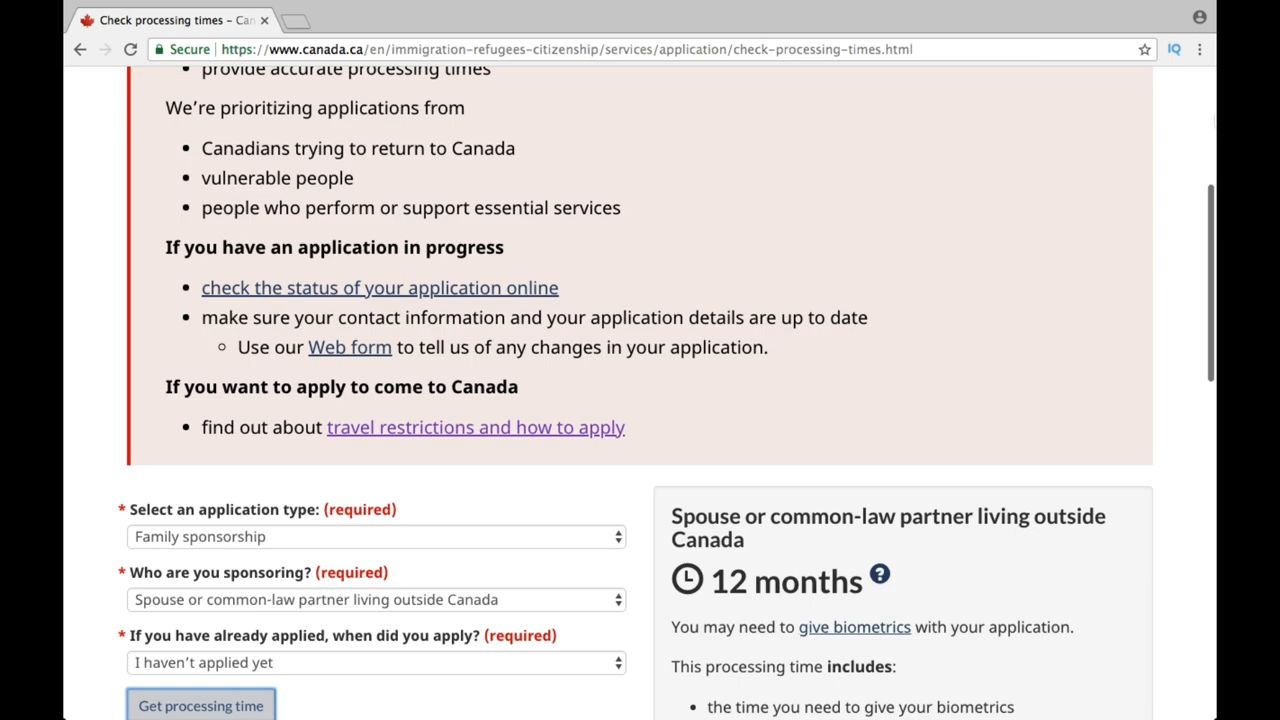 Check processing times – Can
Secure https://www.canada.ca/en/immigration-refugees-citizenship/services/application/check-processing-times.html
IQ
• provide accurate processing times
We’re prioritizing applications from
• Canadians trying to return to Canada
• vulnerable people
• people who perform or support essential services
If you have an application in progress
• check the status of your application online
• make sure your contact information and your application details are up to date
○ Use our Web form to tell us of any changes in your application.
If you want to apply to come to Canada
• find out about travel restrictions and how to apply
* Select an application type: (required)
Family sponsorship
* Who are you sponsoring? (required)
Spouse or common-law partner living outside Canada
* If you have already applied, when did you apply? (required)
I haven’t applied yet
Get processing time
Spouse or common-law partner living outside
Canada
12 months ?
You may need to give biometrics with your application.
This processing time includes:
• the time you need to give your biometrics